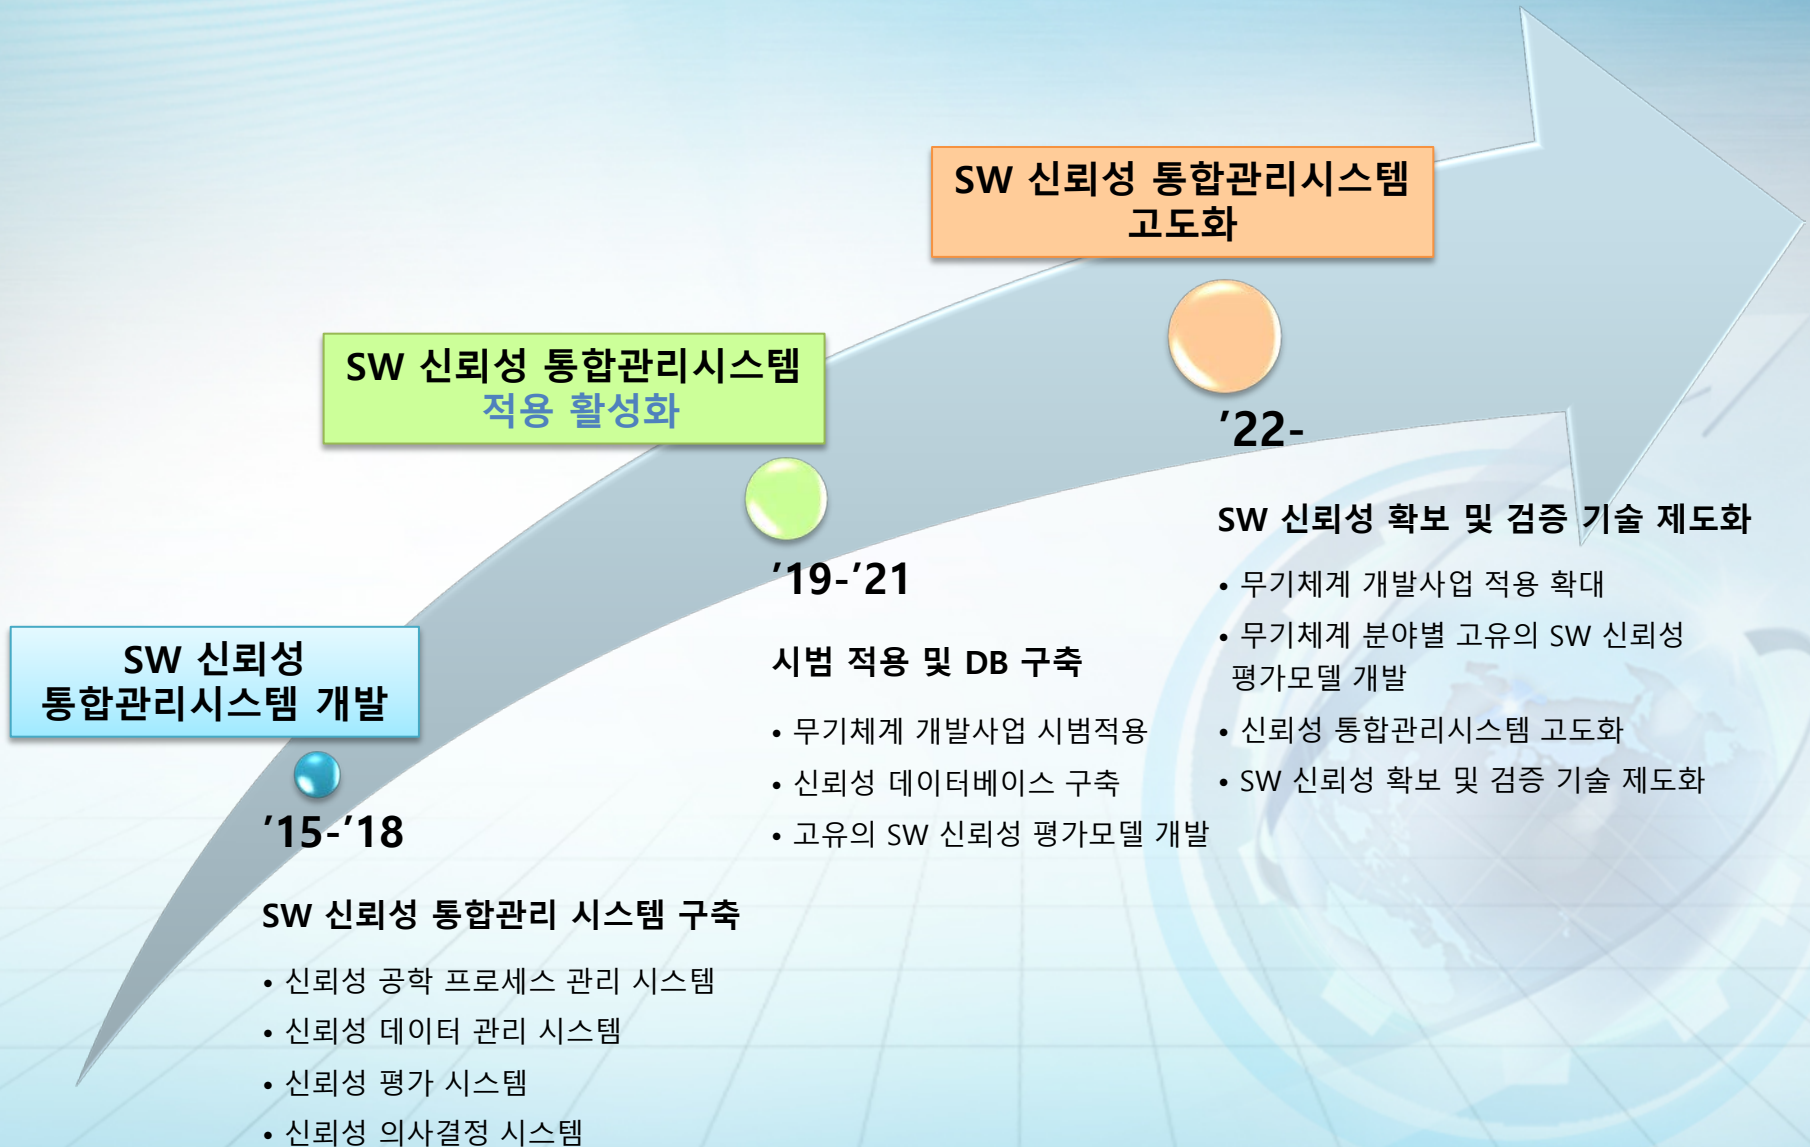 SW 신뢰성 통합관리시스템
고도화
SW 신뢰성 통합관리시스템
적용 활성화
SW 신뢰성
통합관리시스템 개발
’15-’18
SW 신뢰성 통합관리 시스템 구축
• 신뢰성 공학 프로세스 관리 시스템
• 신뢰성 데이터 관리 시스템
• 신뢰성 평가 시스템
• 신뢰성 의사결정 시스템
’19-’21
시범 적용 및 DB 구축
• 무기체계 개발사업 시범적용
• 신뢰성 데이터베이스 구축
• 고유의 SW 신뢰성 평가모델 개발
’22-
SW 신뢰성 확보 및 검증 기술 제도화
• 무기체계 개발사업 적용 확대
• 무기체계 분야별 고유의 SW 신뢰성
평가모델 개발
• 신뢰성 통합관리시스템 고도화
• SW 신뢰성 확보 및 검증 기술 제도화